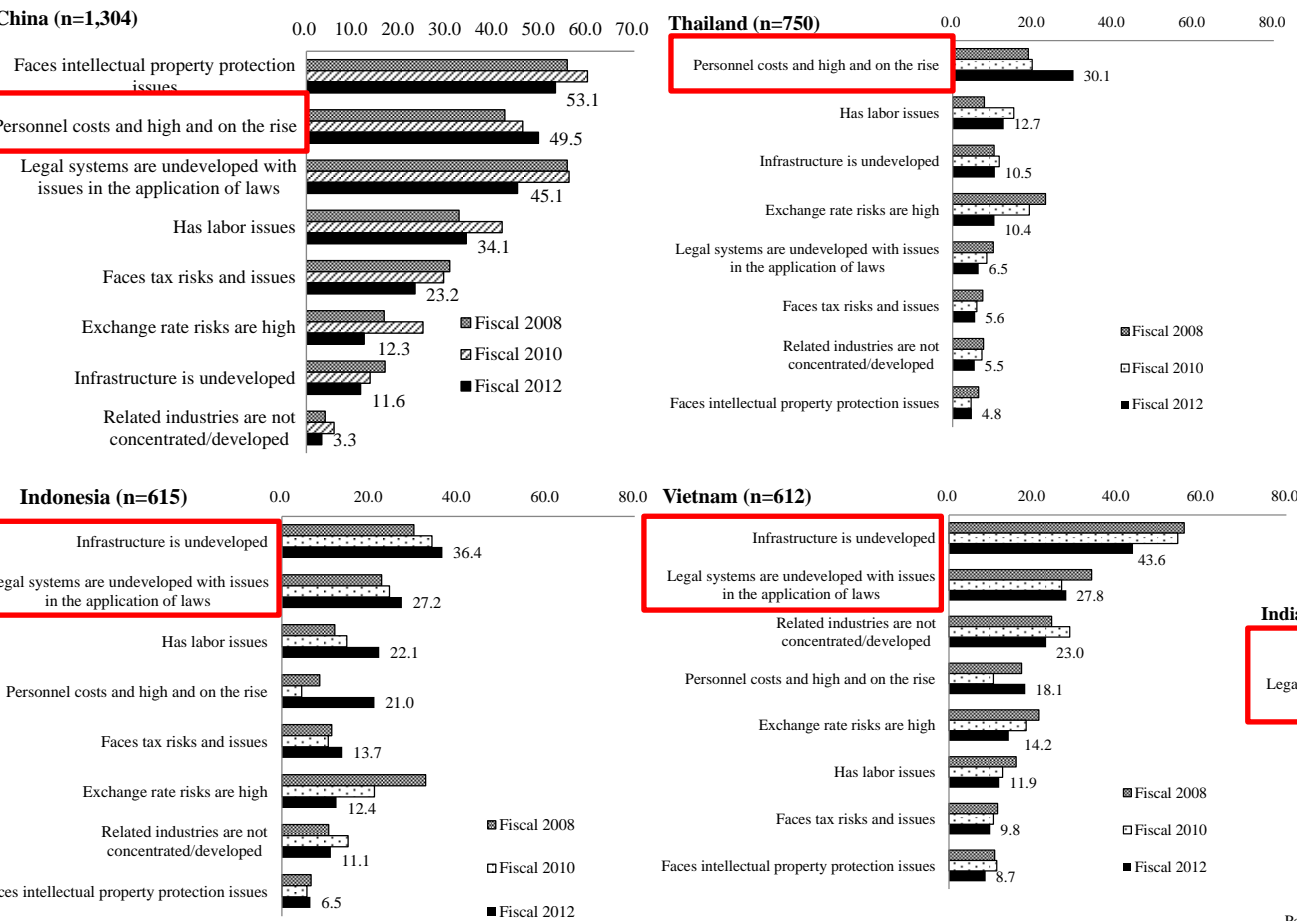 China (n=1,304)
0.0 10.0 20.0 30.0 40.0 50.0 60.0 70.0
Faces intellectual property protection
issues
53.1
Personnel costs and high and on the rise
49.5
Legal systems are undeveloped with
issues in the application of laws
45.1
Has labor issues
34.1
Faces tax risks and issues
23.2
Exchange rate risks are high
12.3
Infrastructure is undeveloped
11.6
Related industries are not
concentrated/developed
3.3
Fiscal 2008
Fiscal 2010
Fiscal 2012
Thailand (n=750)
0.0 20.0 40.0 60.0 80.0
Personnel costs and high and on the rise
30.1
Has labor issues
12.7
Infrastructure is undeveloped
10.5
Exchange rate risks are high
10.4
Legal systems are undeveloped with issues
in the application of laws
6.5
Faces tax risks and issues
5.6
Related industries are not
concentrated/developed
5.5
Faces intellectual property protection issues
4.8
Fiscal 2008
Fiscal 2010
Fiscal 2012
Indonesia (n=615)
0.0 20.0 40.0 60.0 80.0
Infrastructure is undeveloped
36.4
Legal systems are undeveloped with issues
in the application of laws
27.2
Has labor issues
22.1
Personnel costs and high and on the rise
21.0
Faces tax risks and issues
13.7
Exchange rate risks are high
12.4
Related industries are not
concentrated/developed
11.1
Faces intellectual property protection issues
6.5
Fiscal 2008
Fiscal 2010
Fiscal 2012
Vietnam (n=612)
0.0 20.0 40.0 60.0 80.0
Infrastructure is undeveloped
43.6
Legal systems are undeveloped with issues
in the application of laws
27.8
Related industries are not
concentrated/developed
23.0
Personnel costs and high and on the rise
18.1
Exchange rate risks are high
14.2
Has labor issues
11.9
Faces tax risks and issues
9.8
Faces intellectual property protection issues
8.7
Fiscal 2008
Fiscal 2010
Fiscal 2012
India
Lega